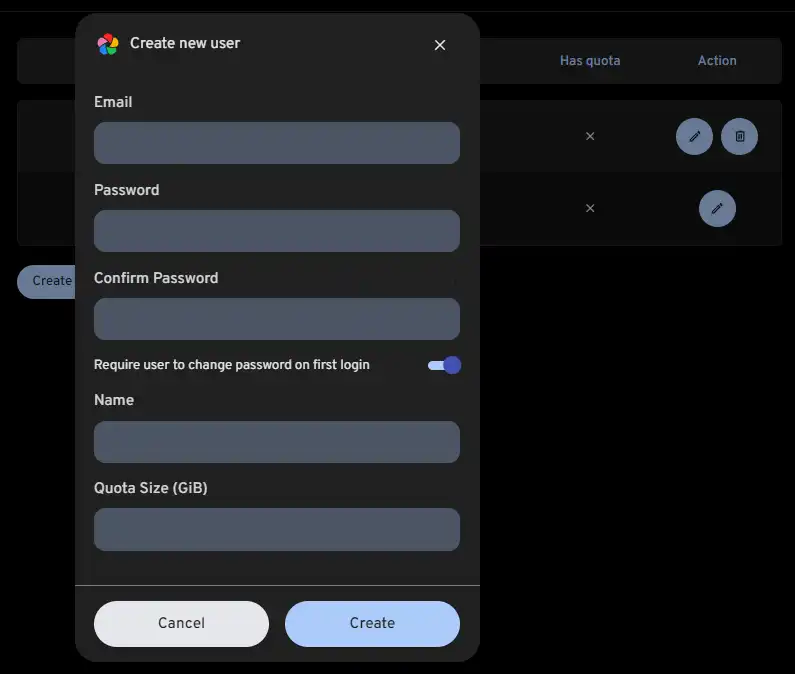 Create new user
Has quota
Action
Email
Password
Create
Confirm Password
Require user to change password on first login
Name
Quota Size (GiB)
Cancel
Create